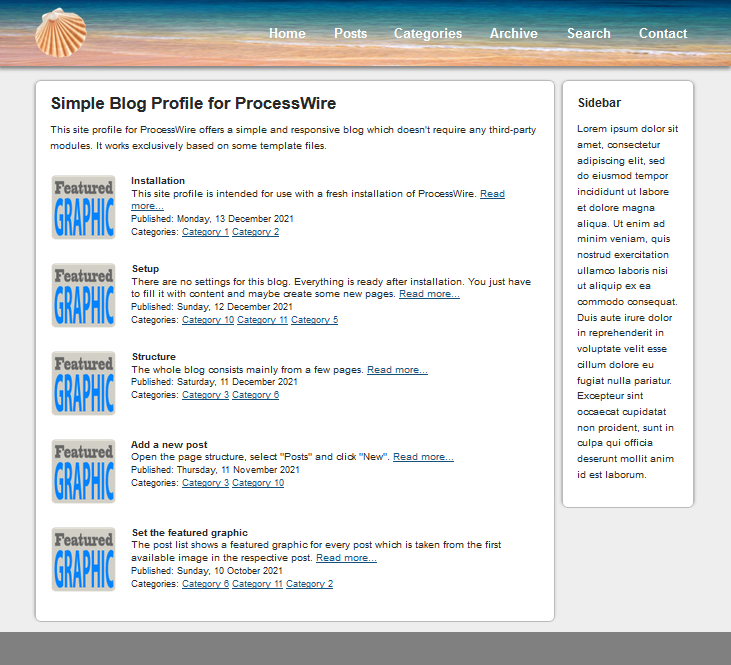 Home Posts Categories Archive Search Contact
Simple Blog Profile for ProcessWire
This site profile for ProcessWire offers a simple and responsive blog which doesn't require any third-party
modules. It works exclusively based on some template files.
Featured
GRAPHIC
Installation
This site profile is intended for use with a fresh installation of ProcessWire. Read
more...
Published: Monday, 13 December 2021
Categories: Category 1 Category 2
Featured
GRAPHIC
Setup
There are no settings for this blog. Everything is ready after installation. You just have
to fill it with content and maybe create some new pages. Read more...
Published: Sunday, 12 December 2021
Categories: Category 10 Category 11 Category 5
Featured
GRAPHIC
Structure
The whole blog consists mainly from a few pages. Read more...
Published: Saturday, 11 December 2021
Categories: Category 3 Category 6
Featured
GRAPHIC
Add a new post
Open the page structure, select "Posts" and click "New". Read more...
Published: Thursday, 11 November 2021
Categories: Category 3 Category 10
Featured
GRAPHIC
Set the featured graphic
The post list shows a featured graphic for every post which is taken from the first
available image in the respective post. Read more...
Published: Sunday, 10 October 2021
Categories: Category 6 Category 11 Category 2
Sidebar
Lorem ipsum dolor sit
amet, consectetur
adipiscing elit, sed
do eiusmod tempor
incididunt ut labore
et dolore magna
aliqua. Ut enim ad
minim veniam, quis
nostrud exercitation
ullamco laboris nisi
ut aliquip ex ea
commodo consequat.
Duis aute irure dolor
in reprehenderit in
voluptate velit esse
cillum dolore eu
fugiat nulla pariatur.
Excepteur sint
occaecat cupidatat
non proident, sunt in
culpa qui officia
deserunt mollit anim
id est laborum.